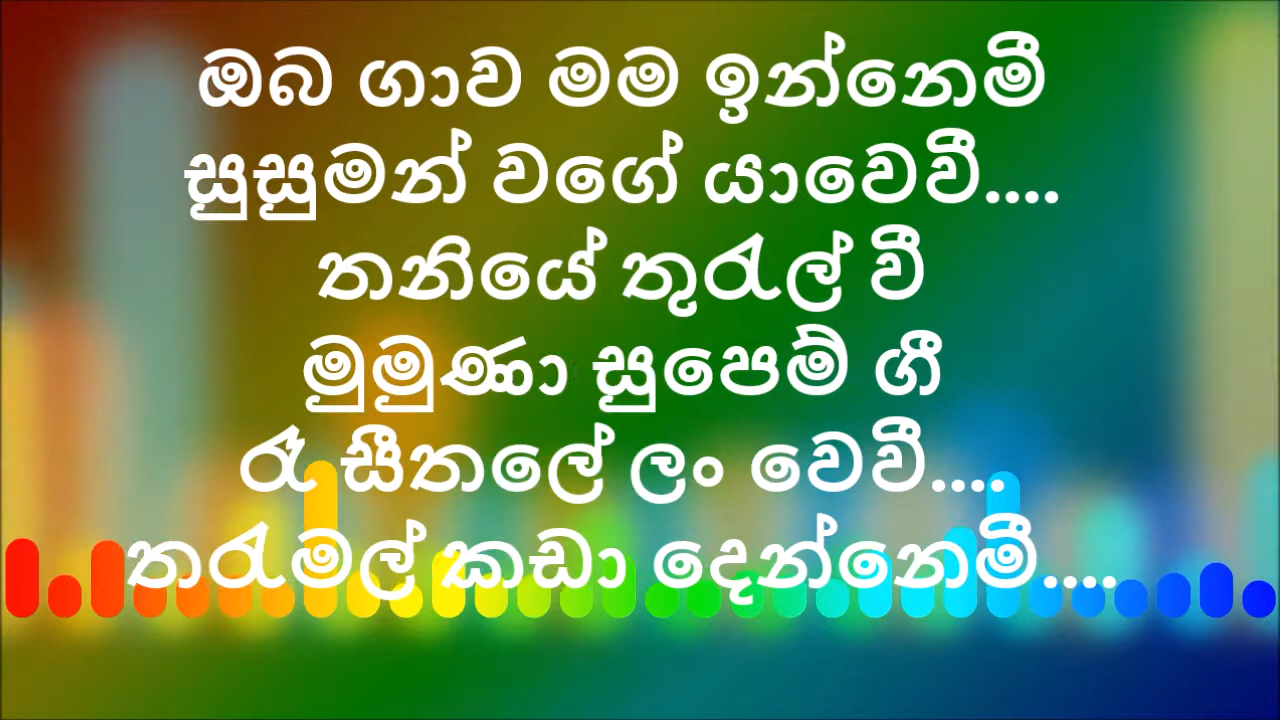 ඔබ ගාව මම ඉන්නෙමී
සුසුමන් වගේ යාවෙවී....
තනියේ තුරැල් වී
මුමුණා සුපෙම් ගී
රෑ සීතලේ ලං වෙවී....
තරැමල් කඩා දෙන්නෙමී....